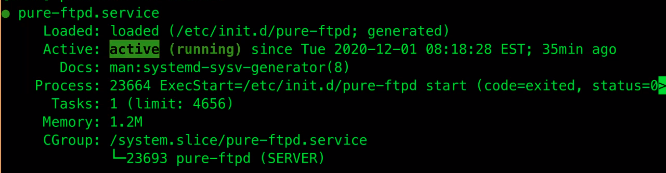 ● pure-ftpd.service
Loaded: loaded (/etc/init.d/pure-ftpd; generated)
Active: active (running) since Tue 2020-12-01 08:18:28 EST; 35min ago
Docs: man:systemd-sysv-generator(8)
Process: 23664 ExecStart=/etc/init.d/pure-ftpd start (code=exited, status=0>
Tasks: 1 (limit: 4656)
Memory: 1.2M
CGroup: /system.slice/pure-ftpd.service
└─23693 pure-ftpd (SERVER)